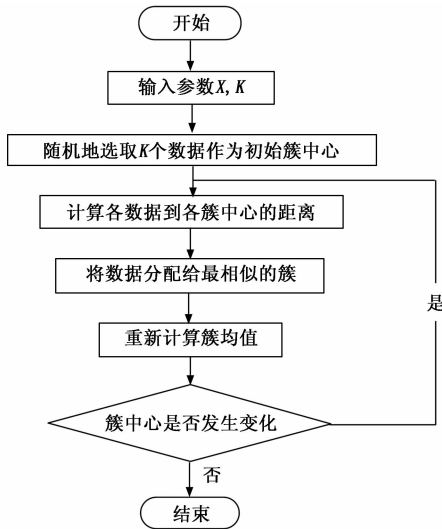 开始
输入参数X,K
随机地选取K个数据作为初始簇中心
计算各数据到各簇中心的距离
将数据分配给最相似的簇
是
重新计算簇均值
簇中心是否发生变化
否
结束